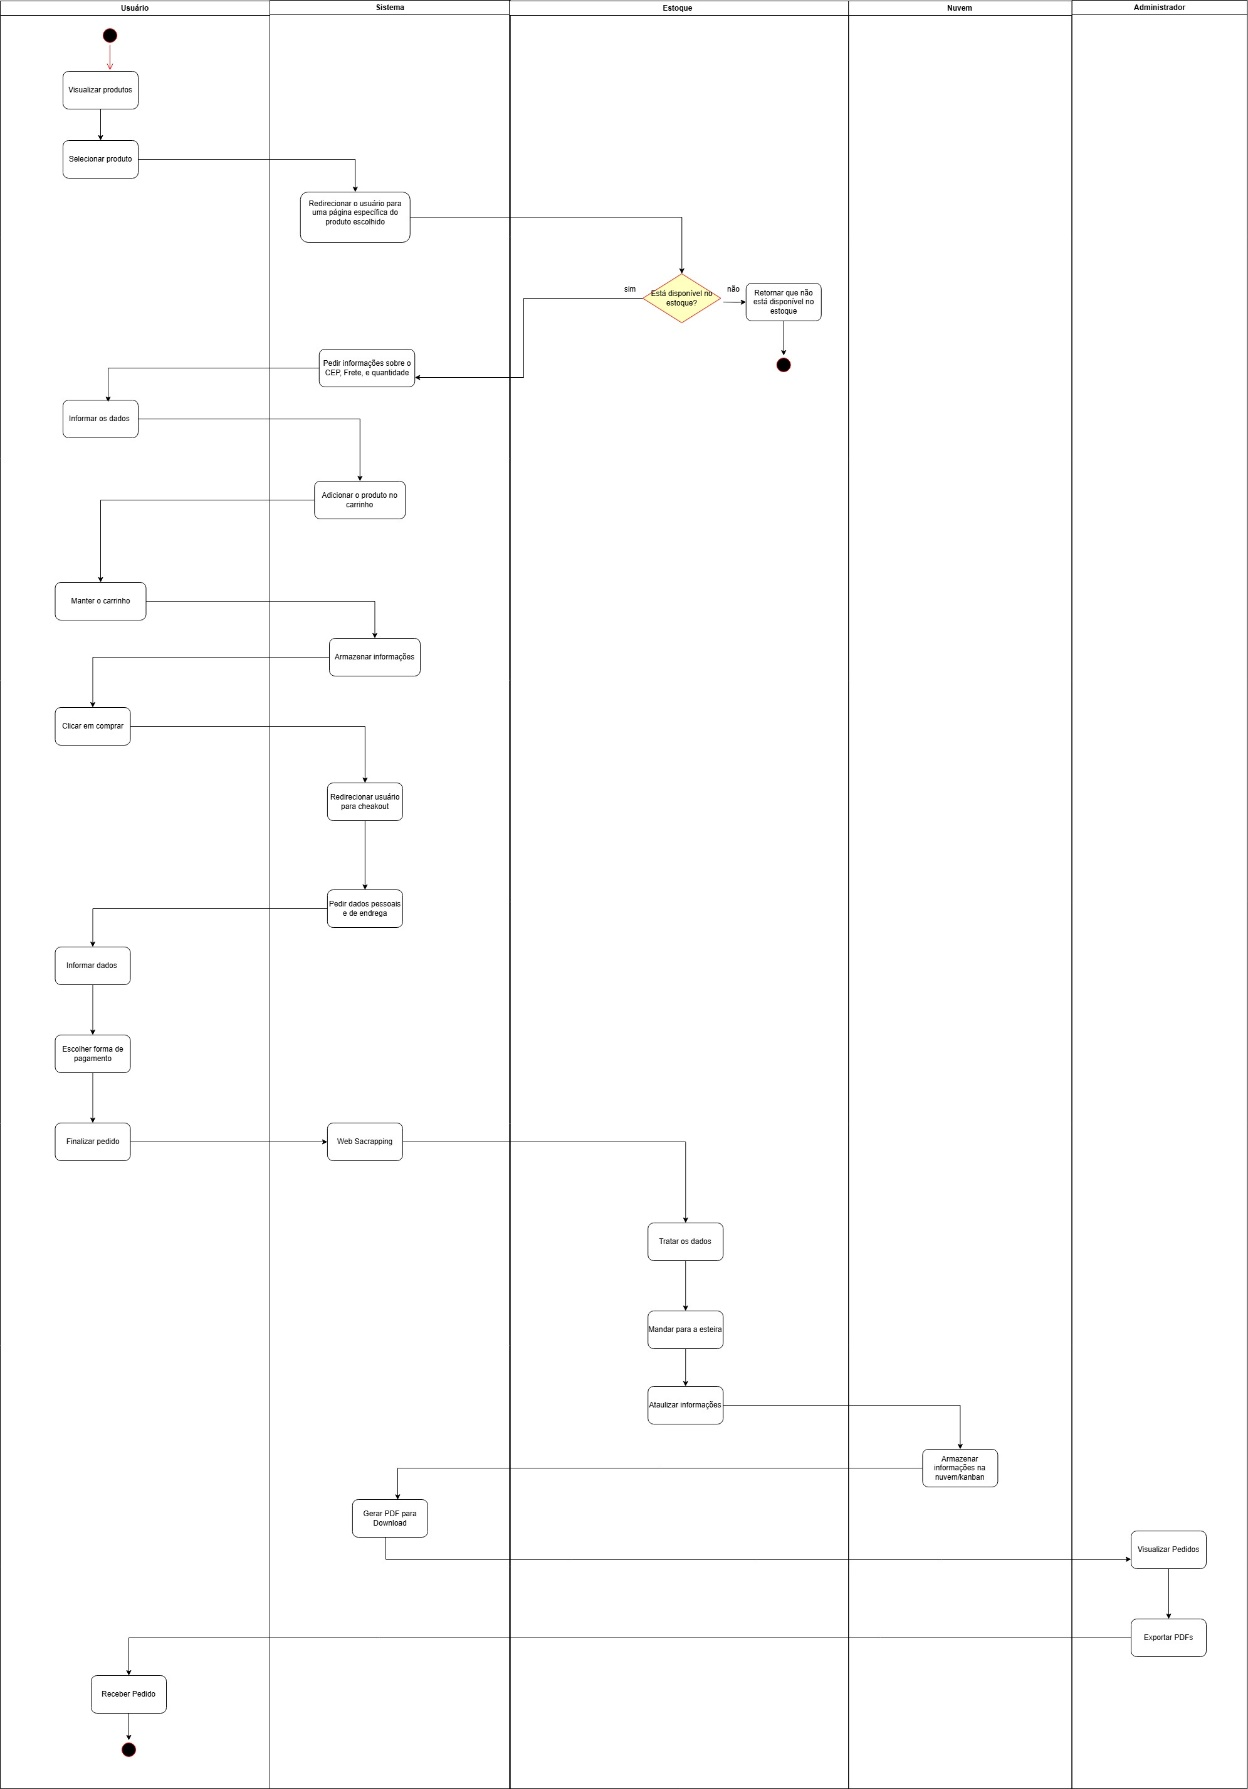 Usuário
Sistema
Estoque
Nuvem
Administrador
Visualizar produtos
Selecionar produto
Redirecionar o usuário para
uma página específica do
produto escolhido
sim
Está disponível no
estoque?
não
Retornar que não
está disponível no
estoque
Pedir informações sobre o
CEP, Frete, e quantidade
Informar os dados
Adicionar o produto no
carrinho
Manter o carrinho
Armazenar informações
Clicar em comprar
Redirecionar usuário
para cheakout
Pedir dados pessoais
e de endrega
Informar dados
Escolher forma de
pagamento
Finalizar pedido
Web Sacrapping
Tratar os dados
Mandar para a esteira
Ataulizar informações
Armazenar
informações na
nuvem/kanban
Gerar PDF para
Download
Visualizar Pedidos
Exportar PDFs
Receber Pedido